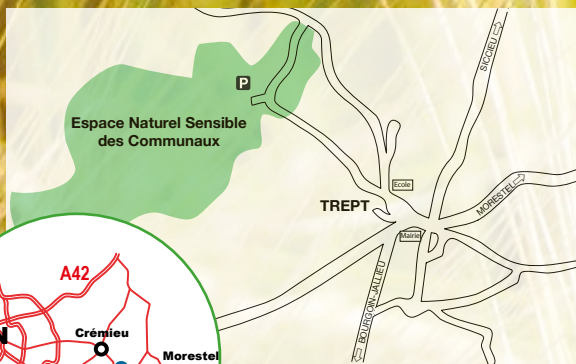 SICCIEU
P
Espace Naturel Sensible
des Communaux
Ecole
TREPT
MORESTEL
Mairie
BOURGOIN-JALLIEU
A42
N
Crémieu
Morestel